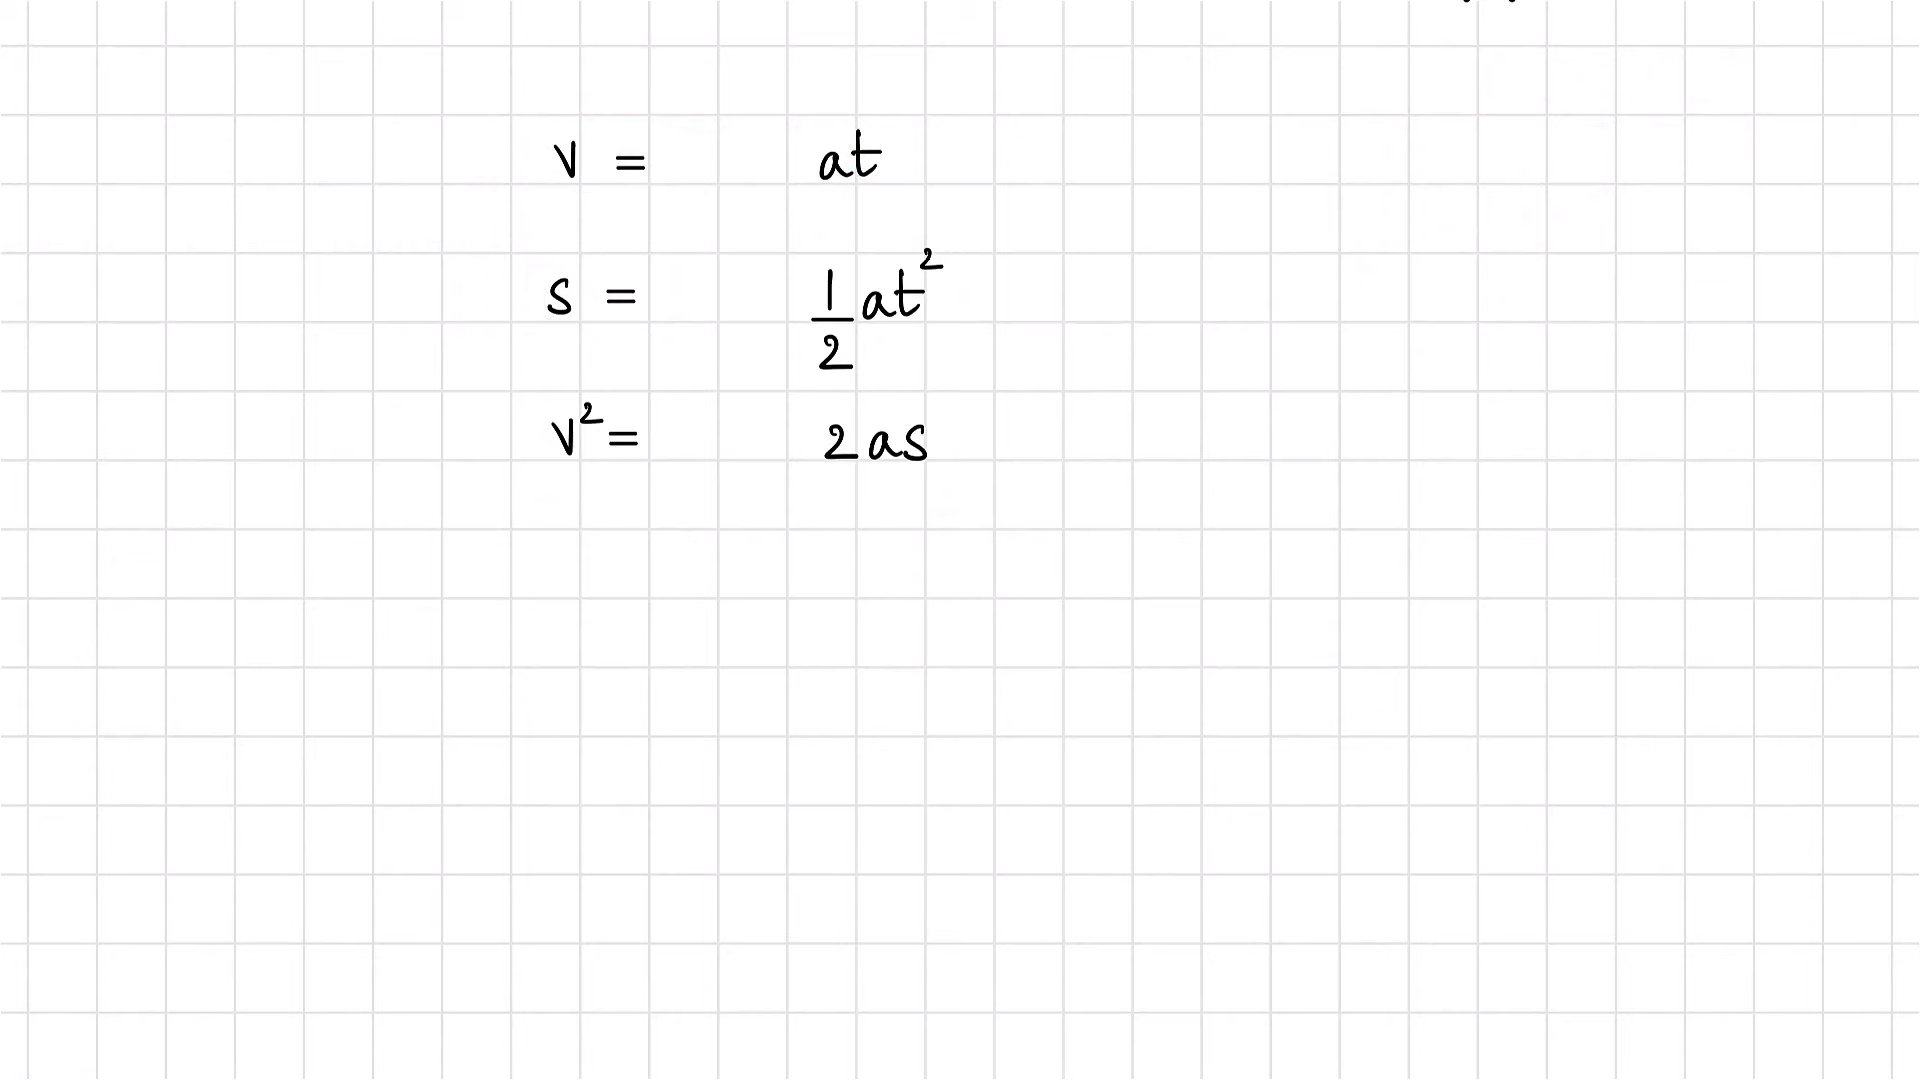 v = at
s = 1/2 at²
v² = 2as